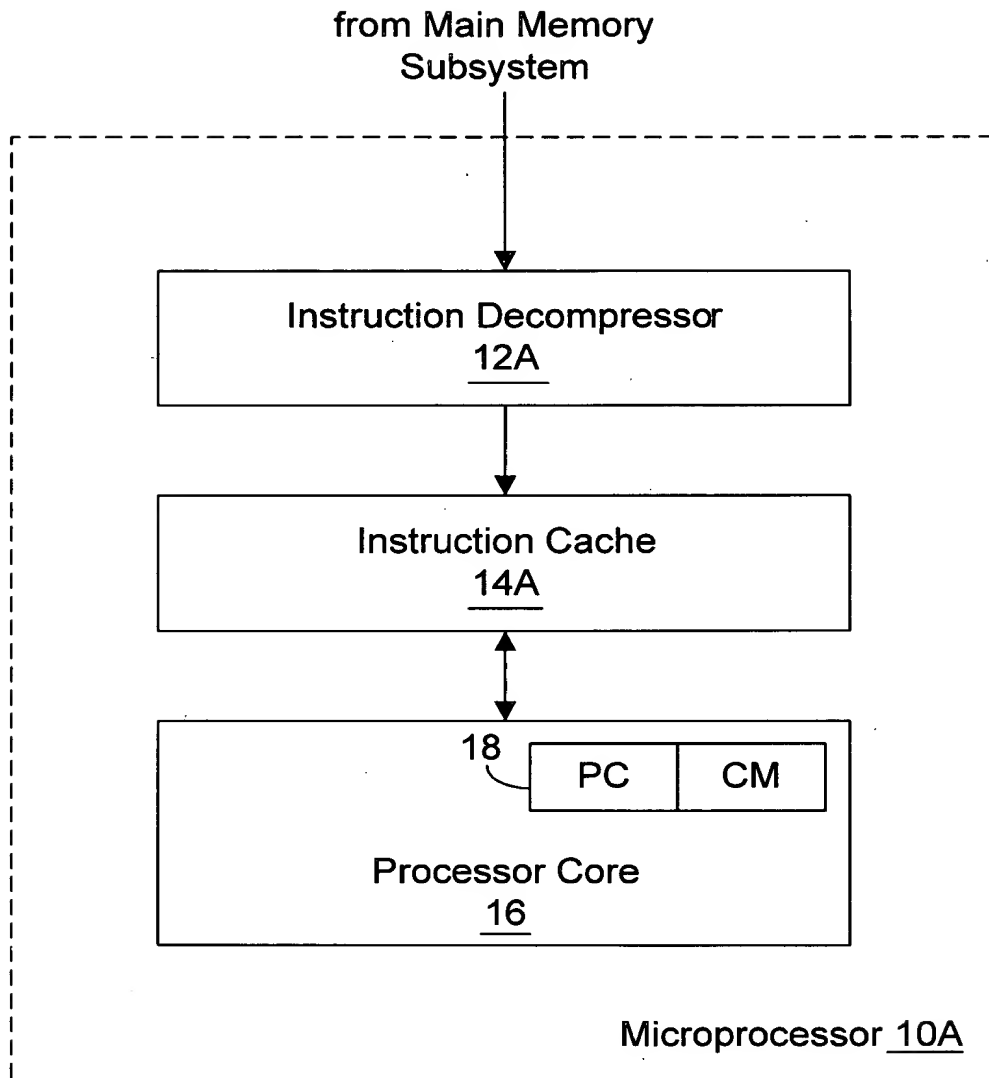 from Main Memory
Subsystem
Instruction Decompressor
12A
Instruction Cache
14A
18
PC CM
Processor Core
16
Microprocessor 10A